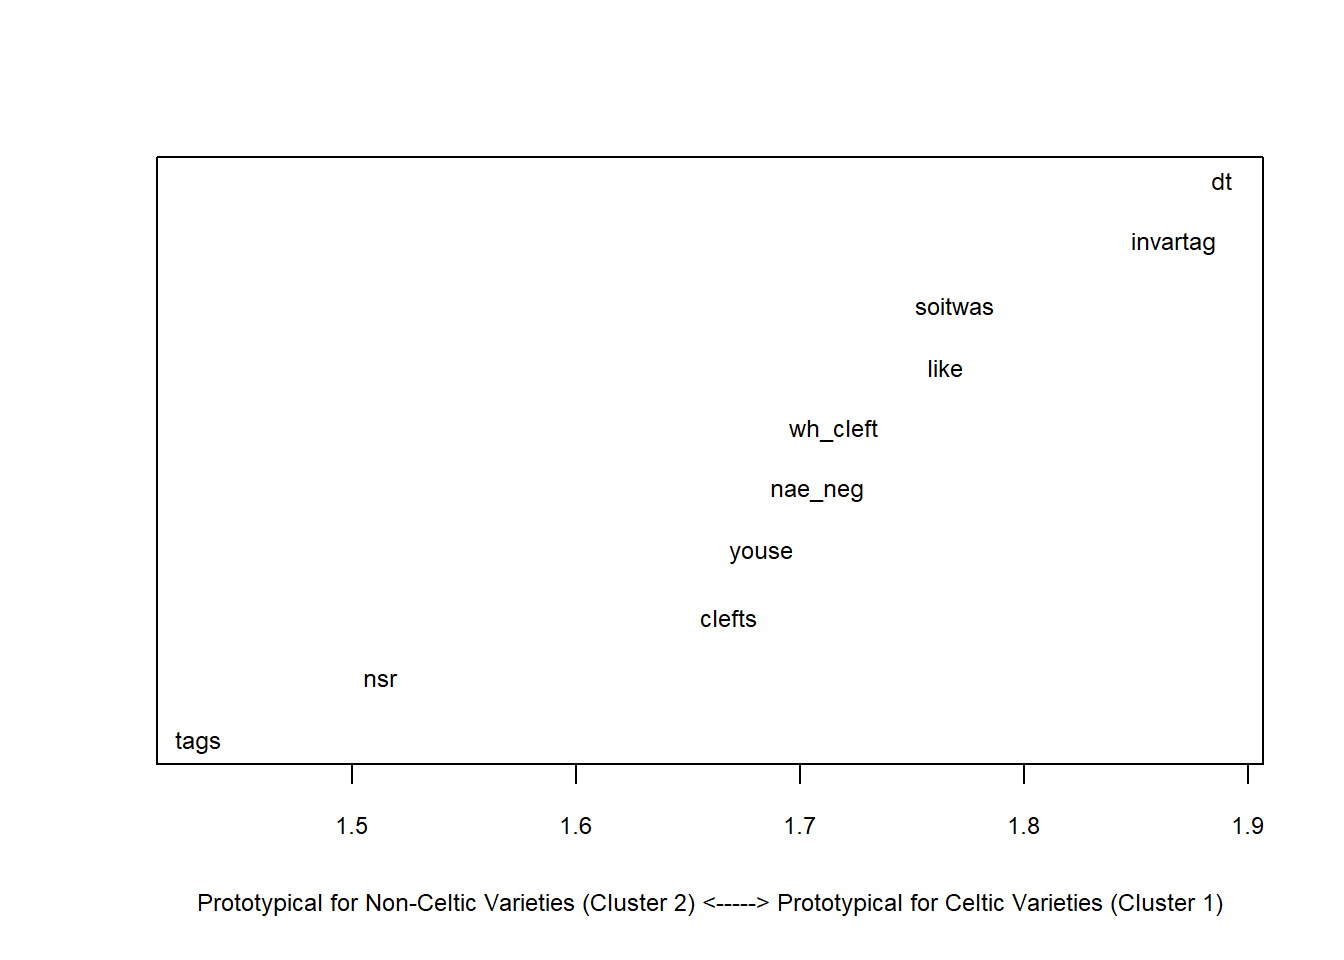 dt
invartag
soitwas
like
wh_cleft
nae_neg
youse
clefts
nsr
tags
1.5 1.6 1.7 1.8 1.9
Prototypical for Non-Celtic Varieties (Cluster 2) <-----> Prototypical for Celtic Varieties (Cluster 1)